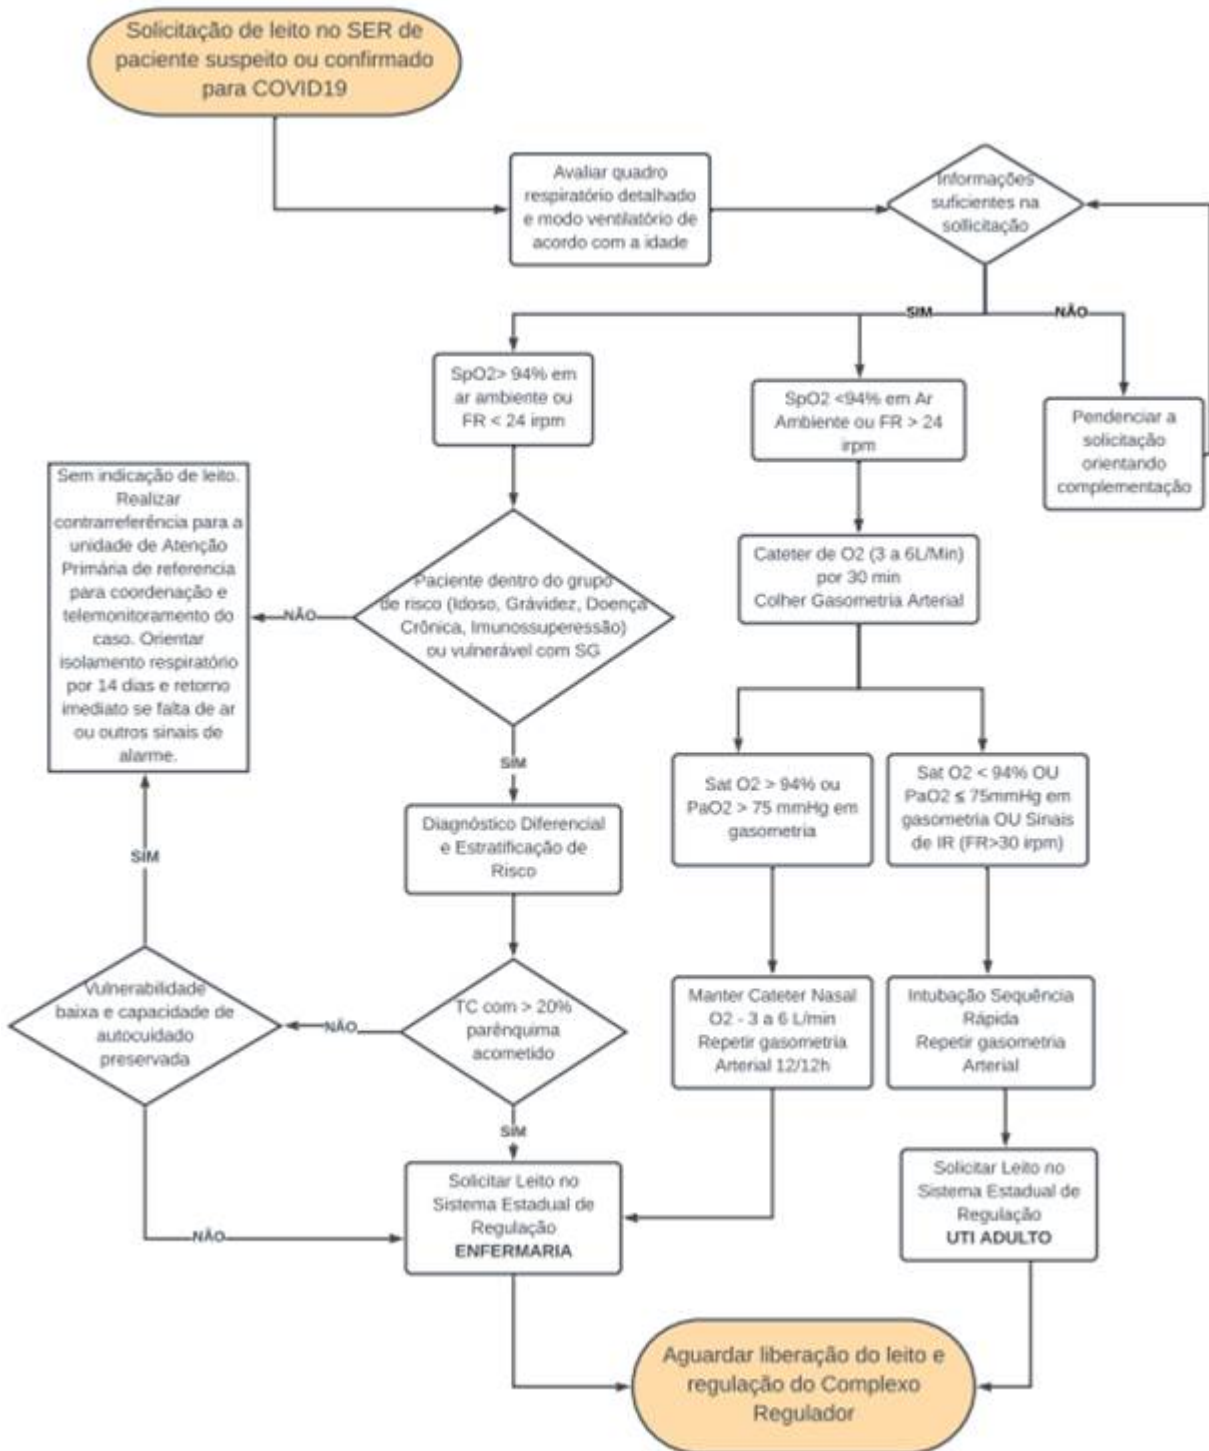 Solicitação de leito no SER de
paciente suspeito ou confirmado
para COVID19
Avaliar quadro
respiratório detalhado
e modo ventilatório de
acordo com a idade
Informações
suficientes na
sollicitação
SIM
NÃO
SpO2> 94% em
ar ambiente ou
FR < 24 irpm
SpO2 <94% em Ar
Ambiente ou FR > 24
irpm
Pendenciar a
solicitação
orientando
complementação
Sem indicação de leito.
Realizar
contrarreferência para a
unidade de Atenção
Primária de referencia
para coordenação e
telemonitoramento do
caso. Orientar
isolamento respiratório
por 14 dias e retorno
imediato se falta de ar
ou outros sinais de
alarme.
NÃO
Paciente dentro do grupo
de risco (Idoso, Grávidez, Doença
Crônica, Imunossuperessão)
ou vulnerável com SG
Cateter de O2 (3 a 6L/Min)
por 30 min
Colher Gasometria Arterial
SIM
Sat O2 > 94% ou
PaO2 > 75 mmHg em
gasometria
Sat O2 < 94% OU
PaO2 ≤ 75mmHg em
gasometria OU Sinais
de IR (FR>30 irpm)
Diagnóstico Diferencial
e Estratificação de
Risco
SIM
Vulnerabilidade
baixa e capacidade de
autocuidado
preservada
NÃO
TC com > 20%
parênquima
acometido
Manter Cateter Nasal
O2 - 3 a 6 L/min
Repetir gasometria
Arterial 12/12h
Intubação Sequência
Rápida
Repetir gasometria
Arterial
SIM
NÃO
Solicitar Leito no
Sistema Estadual de
Regulação
ENFERMARIA
Solicitar Leito no
Sistema Estadual de
Regulação
UTI ADULTO
Aguardar liberação do leito e
regulação do Complexo
Regulador